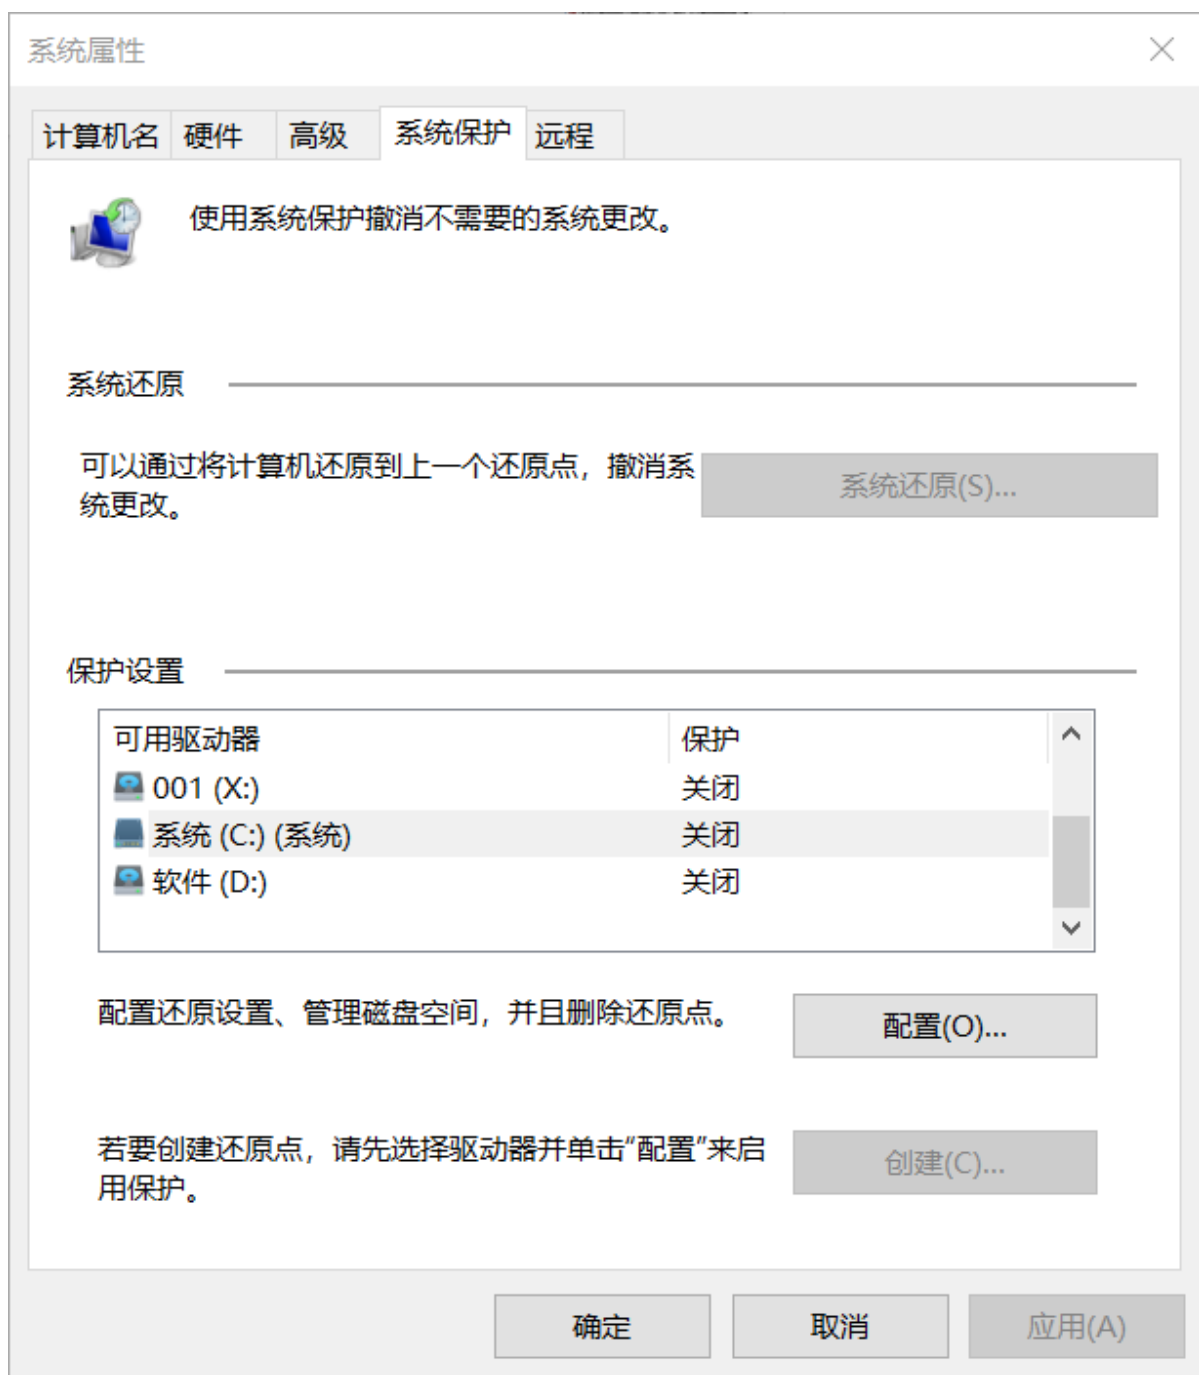 系统属性
计算机名 硬件 高级 系统保护 远程
使用系统保护撤消不需要的系统更改。
系统还原
可以通过将计算机还原到上一个还原点，撤消系
统更改。
系统还原(S)...
保护设置
可用驱动器 保护
001 (X:) 关闭
系统 (C:) (系统) 关闭
软件 (D:) 关闭
配置还原设置、管理磁盘空间，并且删除还原点。
配置(O)...
若要创建还原点，请先选择驱动器并单击“配置”来启
用保护。
创建(C)...
确定 取消 应用(A)